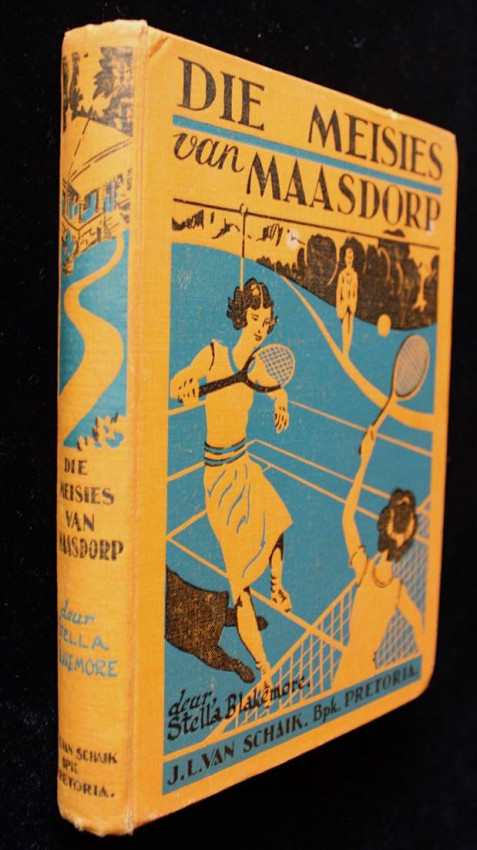 DIE MEISIES
van MAASDORP
deur
Stella Blakemore.
J.L.VAN SCHAIK. Bpk. PRETORIA.
DIE
MEISIES
VAN
MAASDORP
deur
STELLA
BLAKEMORE
VAN SCHAIK
BPK
PRETORIA.